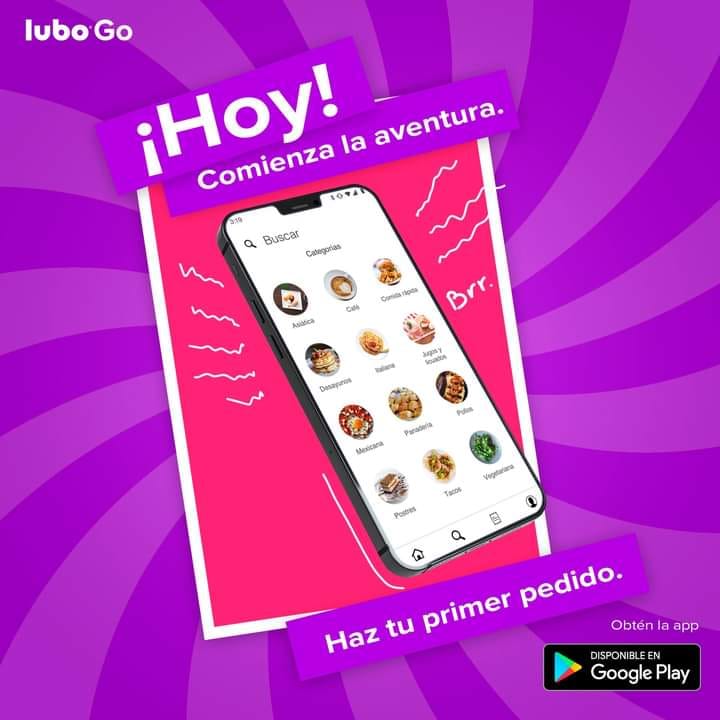 lubo Go
¡Hoy!
Comienza la aventura.
3:19
Buscar
Categorias
Asiática
Café
Comida rápida
Desayunos
Italiana
Jugos y
licuados
Mexicana
Panadería
Pollos
Postres
Tacos
Vegetariana
Brr.
Haz tu primer pedido.
Obtén la app
DISPONIBLE EN
Google Play